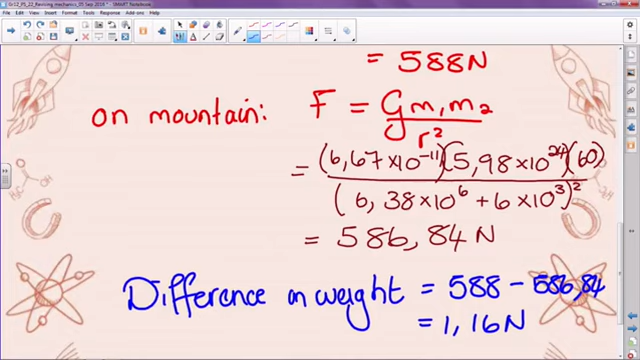 Gr12_PS_22_Revising mechanics_05 Sep 2019 * - SMART Notebook
File Edit View Insert Format Tools Add-ons Help
= 588N
on mountain: F = Gm₁m₂
r²
= (6,67×10⁻¹¹)(5,98×10²⁴)(60)
(6,38×10⁶ + 6×10³)²
= 586,84 N
Difference in weight = 588 - 586,84
= 1,16N